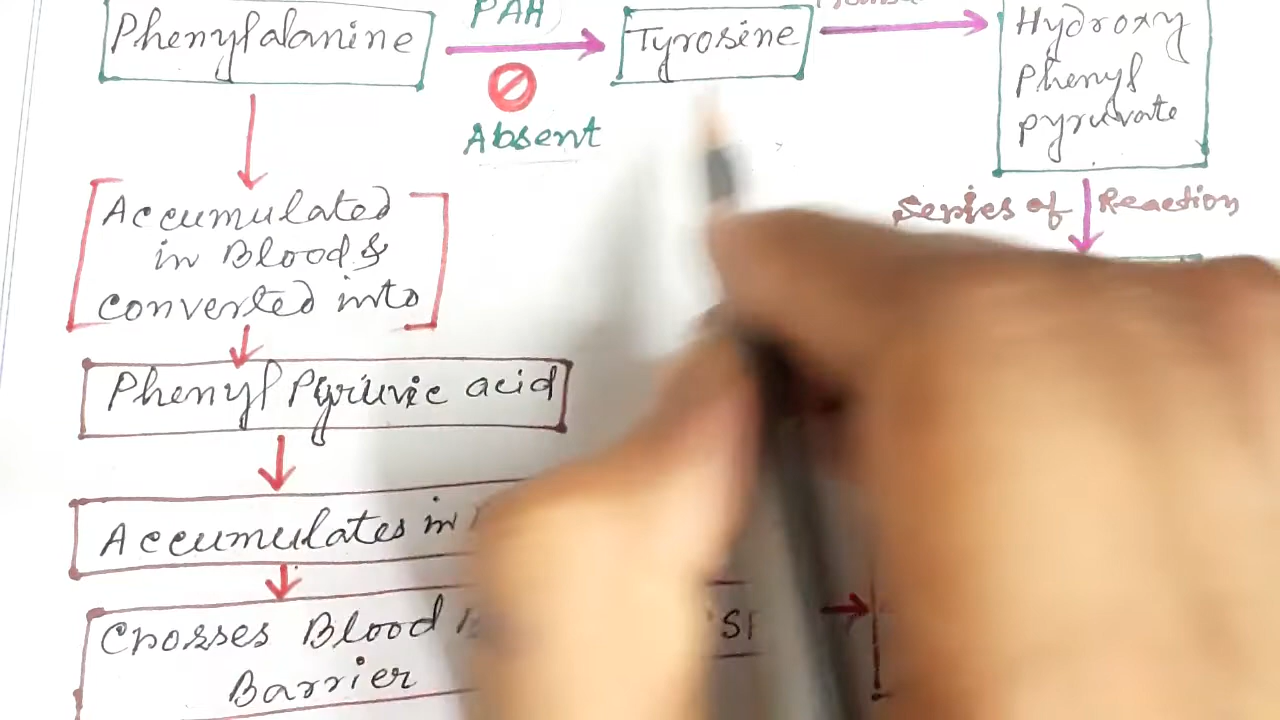 Phenylalanine
PAH
Absent
Tyrosine
Hydroxy
Phenyl
pyruvate
Series of Reaction
Accumulated
in Blood &
converted into
Phenyl Pyruvic acid
Accumulates in
Crosses Blood
Barrier